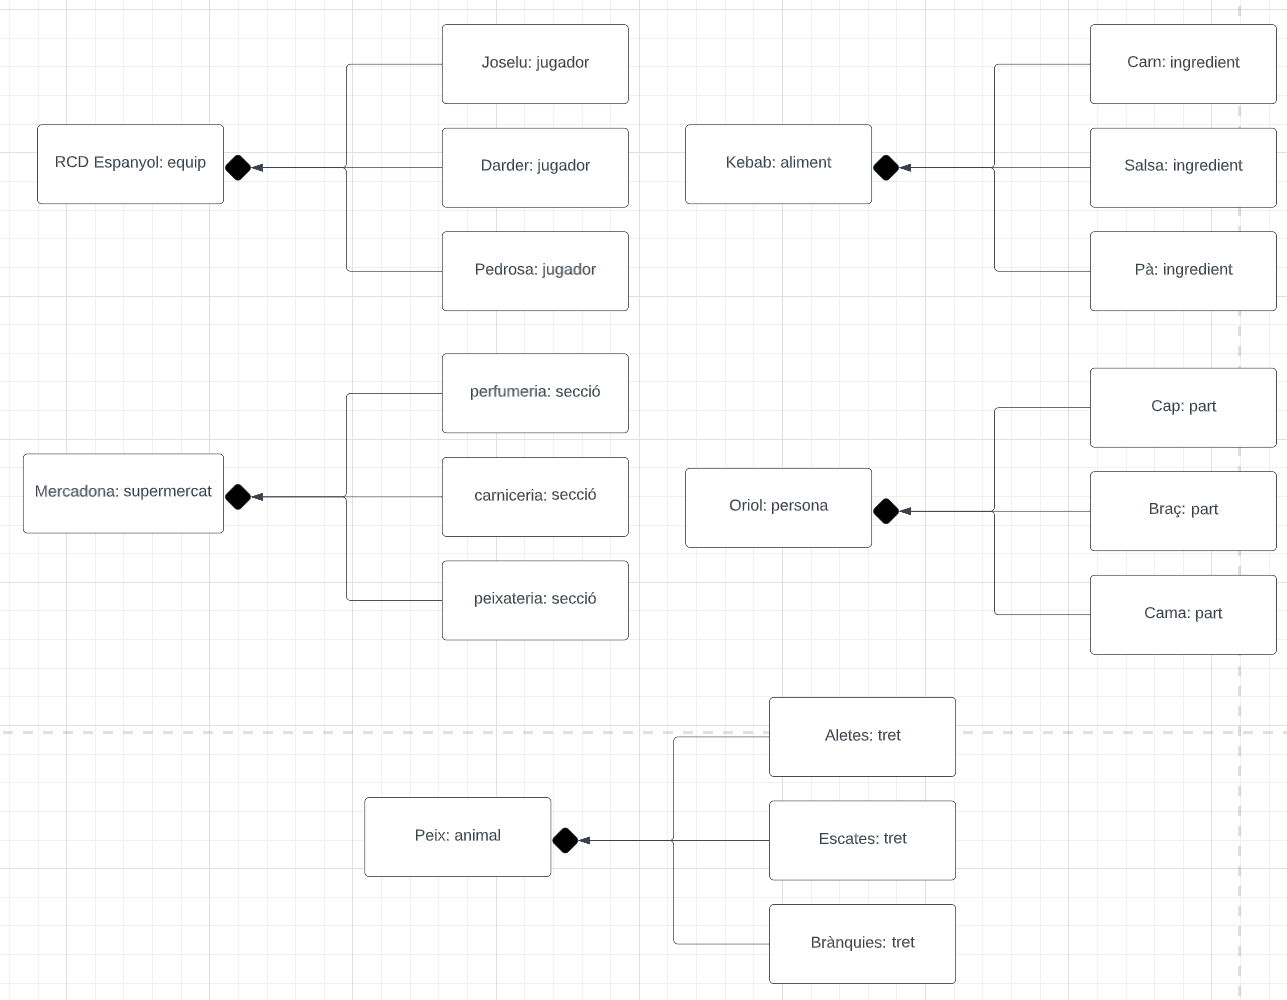 RCD Espanyol: equip
Joselu: jugador
Darder: jugador
Pedrosa: jugador
Kebab: aliment
Carn: ingredient
Salsa: ingredient
Pà: ingredient
Mercadona: supermercat
perfumeria: secció
carniceria: secció
peixateria: secció
Oriol: persona
Cap: part
Braç: part
Cama: part
Peix: animal
Aletes: tret
Escates: tret
Brànquies: tret